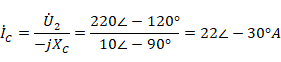 İ_C = U̇_2 / −jX_C = 220∠ − 120° / 10∠ − 90° = 22∠ − 30°A